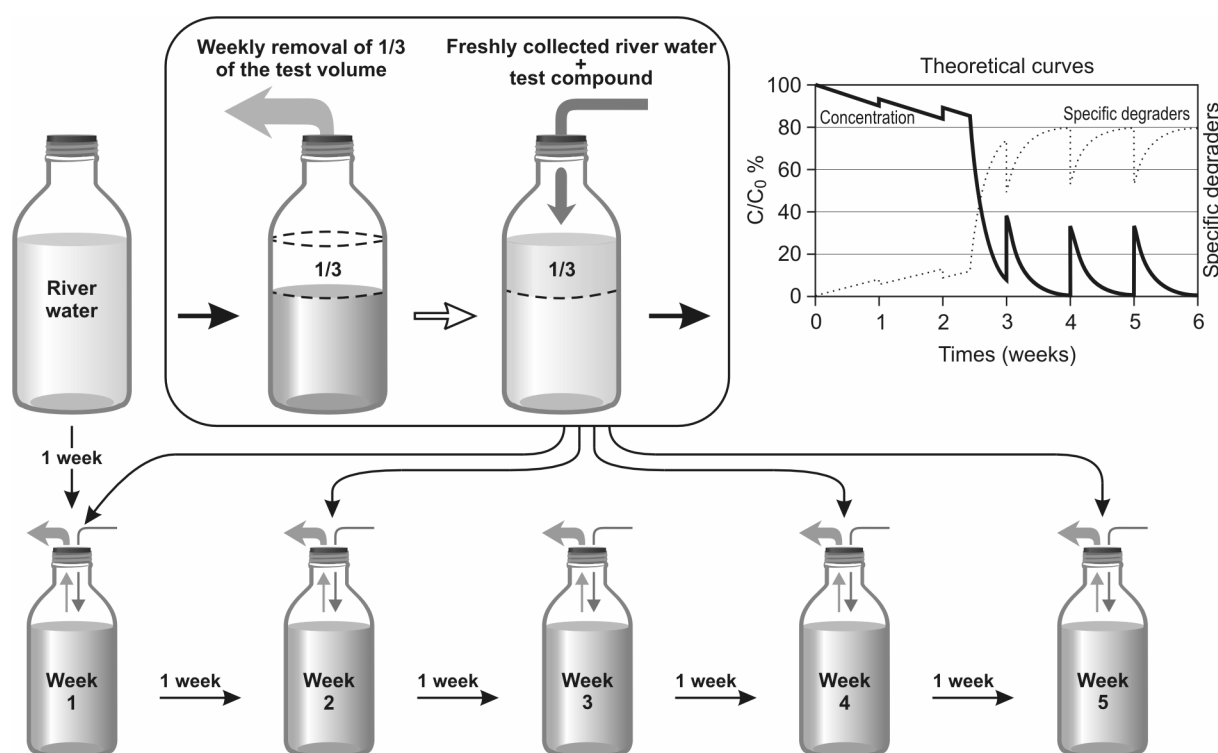 Weekly removal of 1/3
of the test volume
Freshly collected river water
+
test compound
River
water
1/3
1/3
Theoretical curves
C/C₀ %
100
80
60
40
20
0
Concentration
Specific degraders
Specific degraders
0 1 2 3 4 5 6
Times (weeks)
1 week
Week
1
1 week
Week
2
1 week
Week
3
1 week
Week
4
1 week
Week
5